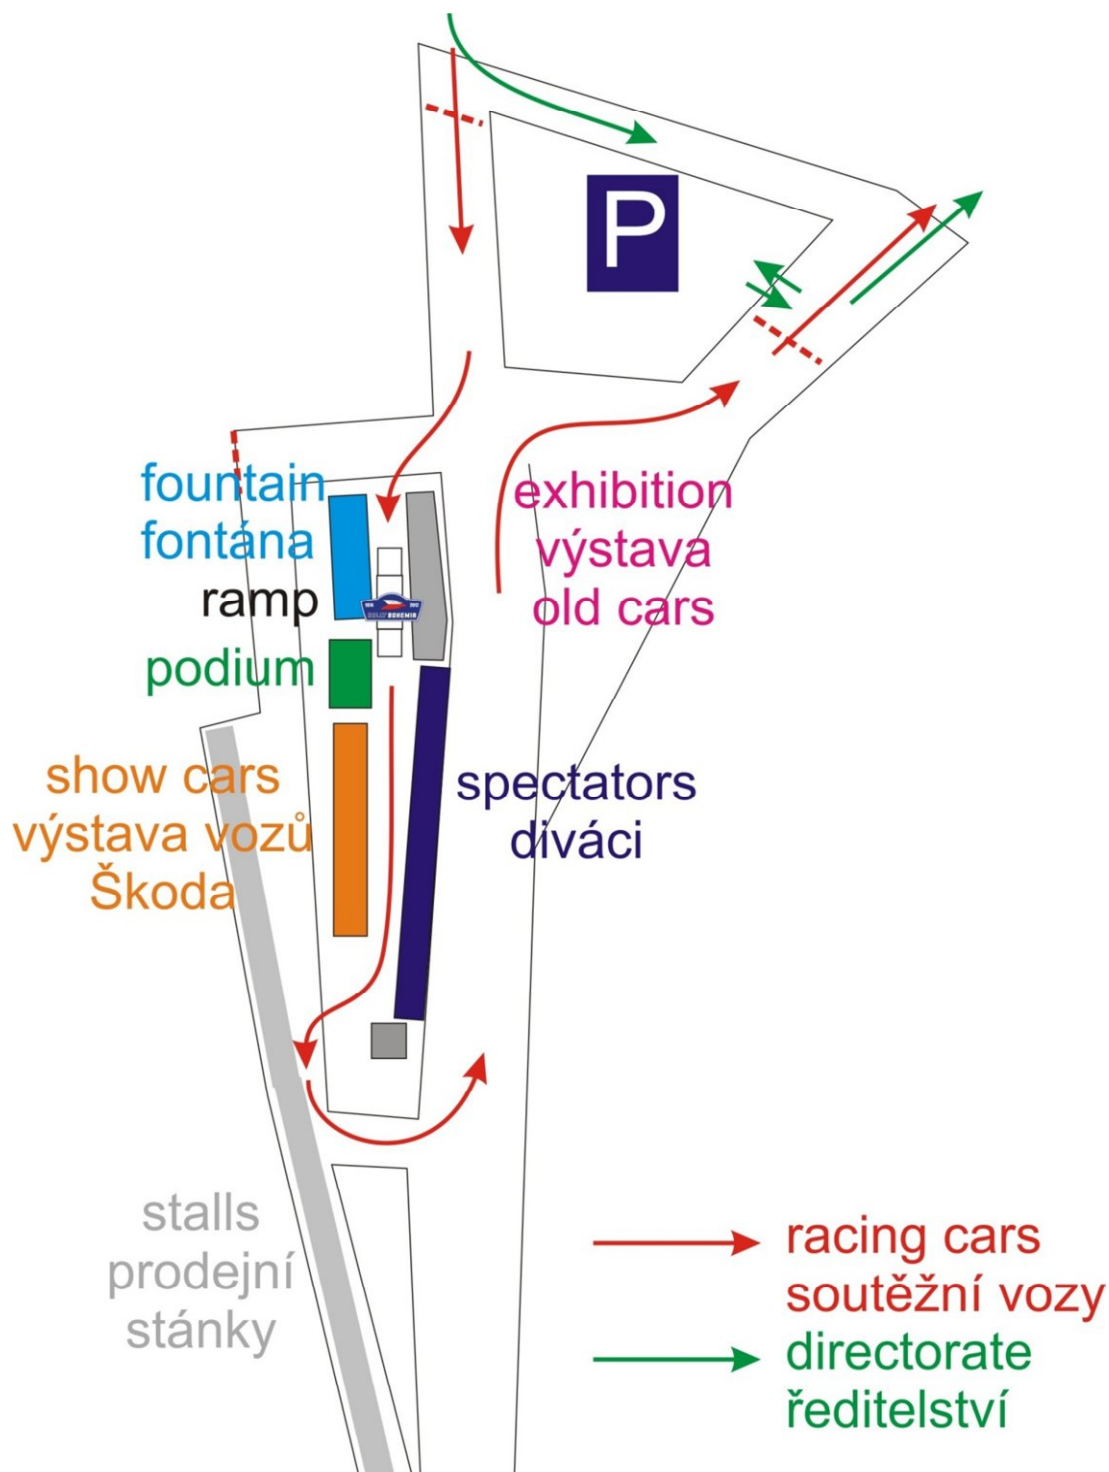 P
fountain
fontána
ramp
podium
exhibition
výstava
old cars
BOHEMIA
show cars
výstava vozů
Škoda
spectators
diváci
stalls
prodejní
stánky
racing cars
soutěžní vozy
directorate
ředitelství